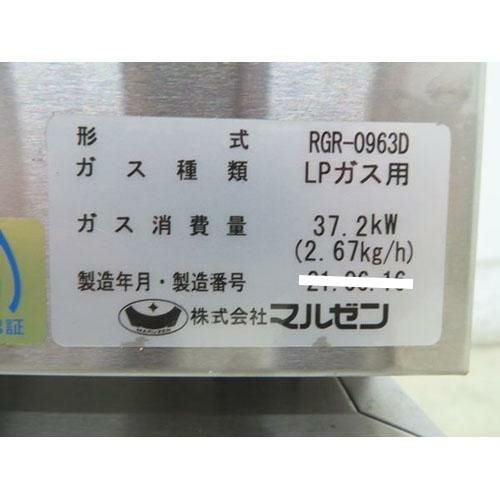 形 式 RGR-0963D
ガス種類 LPガス用
ガス消費量 37.2kW
(2.67kg/h)
製造年月・製造番号
株式会社マルゼン
認証